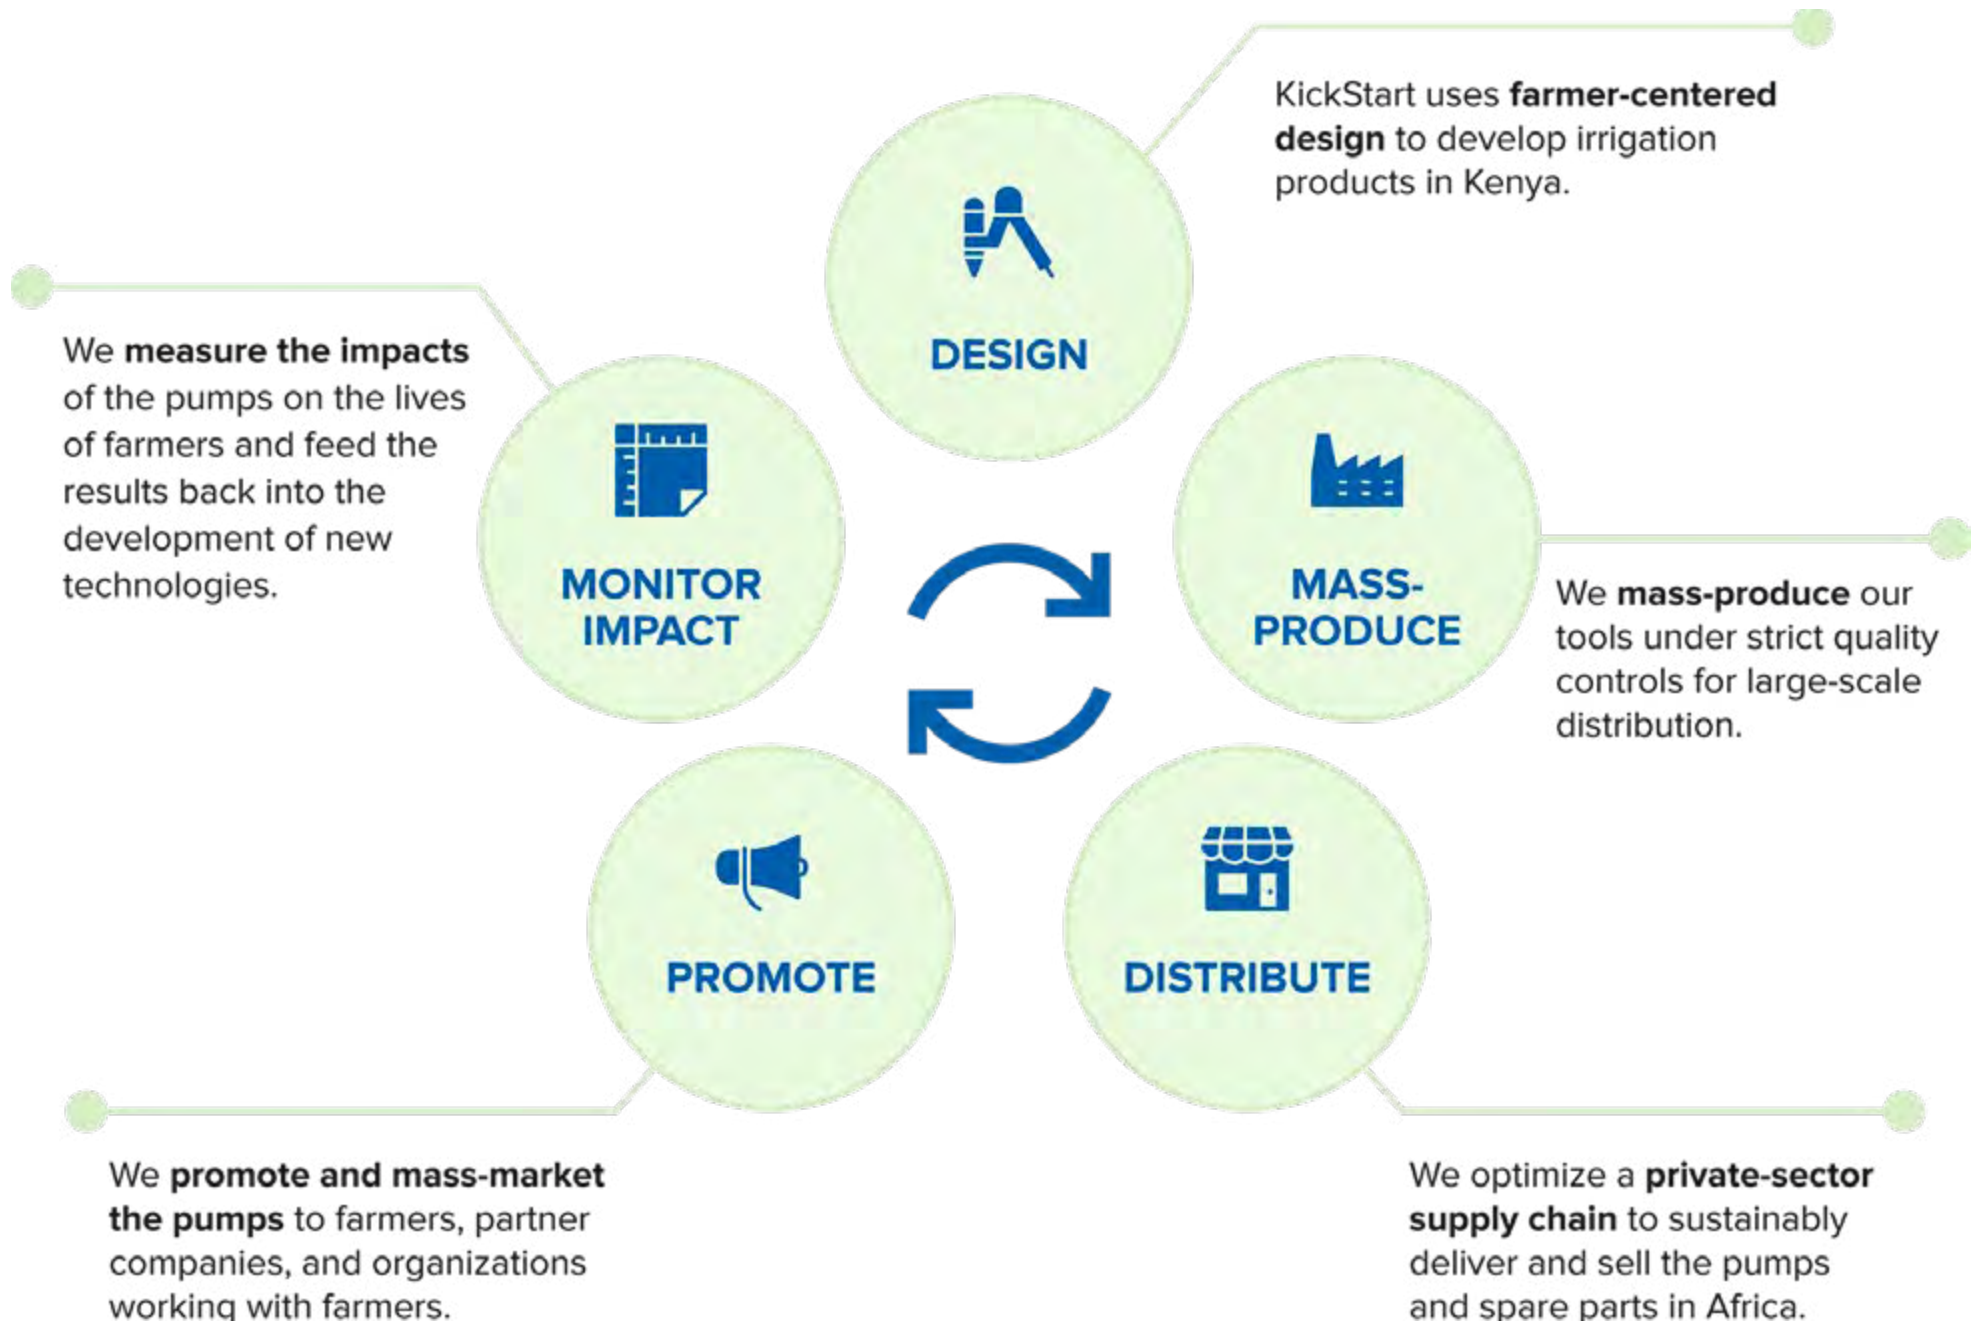 KickStart uses farmer-centered
design to develop irrigation
products in Kenya.
DESIGN
We measure the impacts
of the pumps on the lives
of farmers and feed the
results back into the
development of new
technologies.
MONITOR
IMPACT
MASS-
PRODUCE
We mass-produce our
tools under strict quality
controls for large-scale
distribution.
PROMOTE
DISTRIBUTE
We promote and mass-market
the pumps to farmers, partner
companies, and organizations
working with farmers.
We optimize a private-sector
supply chain to sustainably
deliver and sell the pumps
and spare parts in Africa.